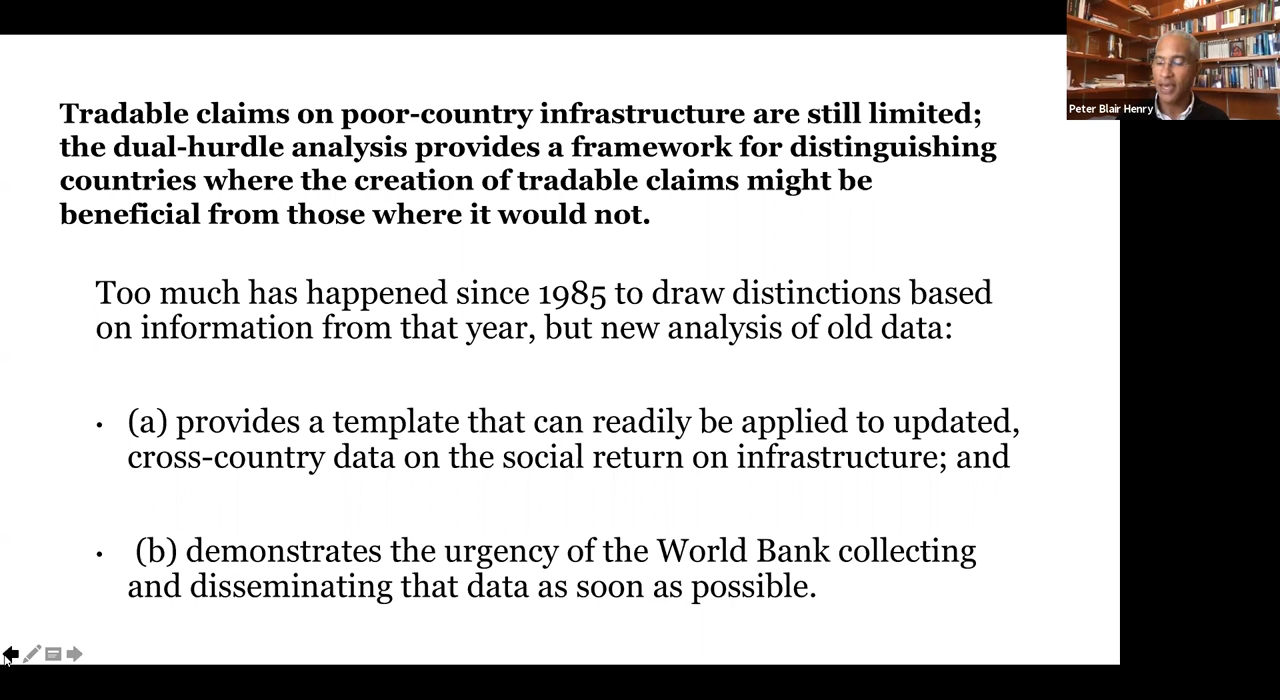 Tradable claims on poor-country infrastructure are still limited;
the dual-hurdle analysis provides a framework for distinguishing
countries where the creation of tradable claims might be
beneficial from those where it would not.
Too much has happened since 1985 to draw distinctions based
on information from that year, but new analysis of old data:
• (a) provides a template that can readily be applied to updated,
cross-country data on the social return on infrastructure; and
• (b) demonstrates the urgency of the World Bank collecting
and disseminating that data as soon as possible.
Peter Blair Henry